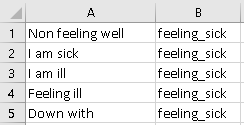 A B
1 Non feeling well feeling_sick
2 I am sick feeling_sick
3 I am ill feeling_sick
4 Feeling ill feeling_sick
5 Down with feeling_sick